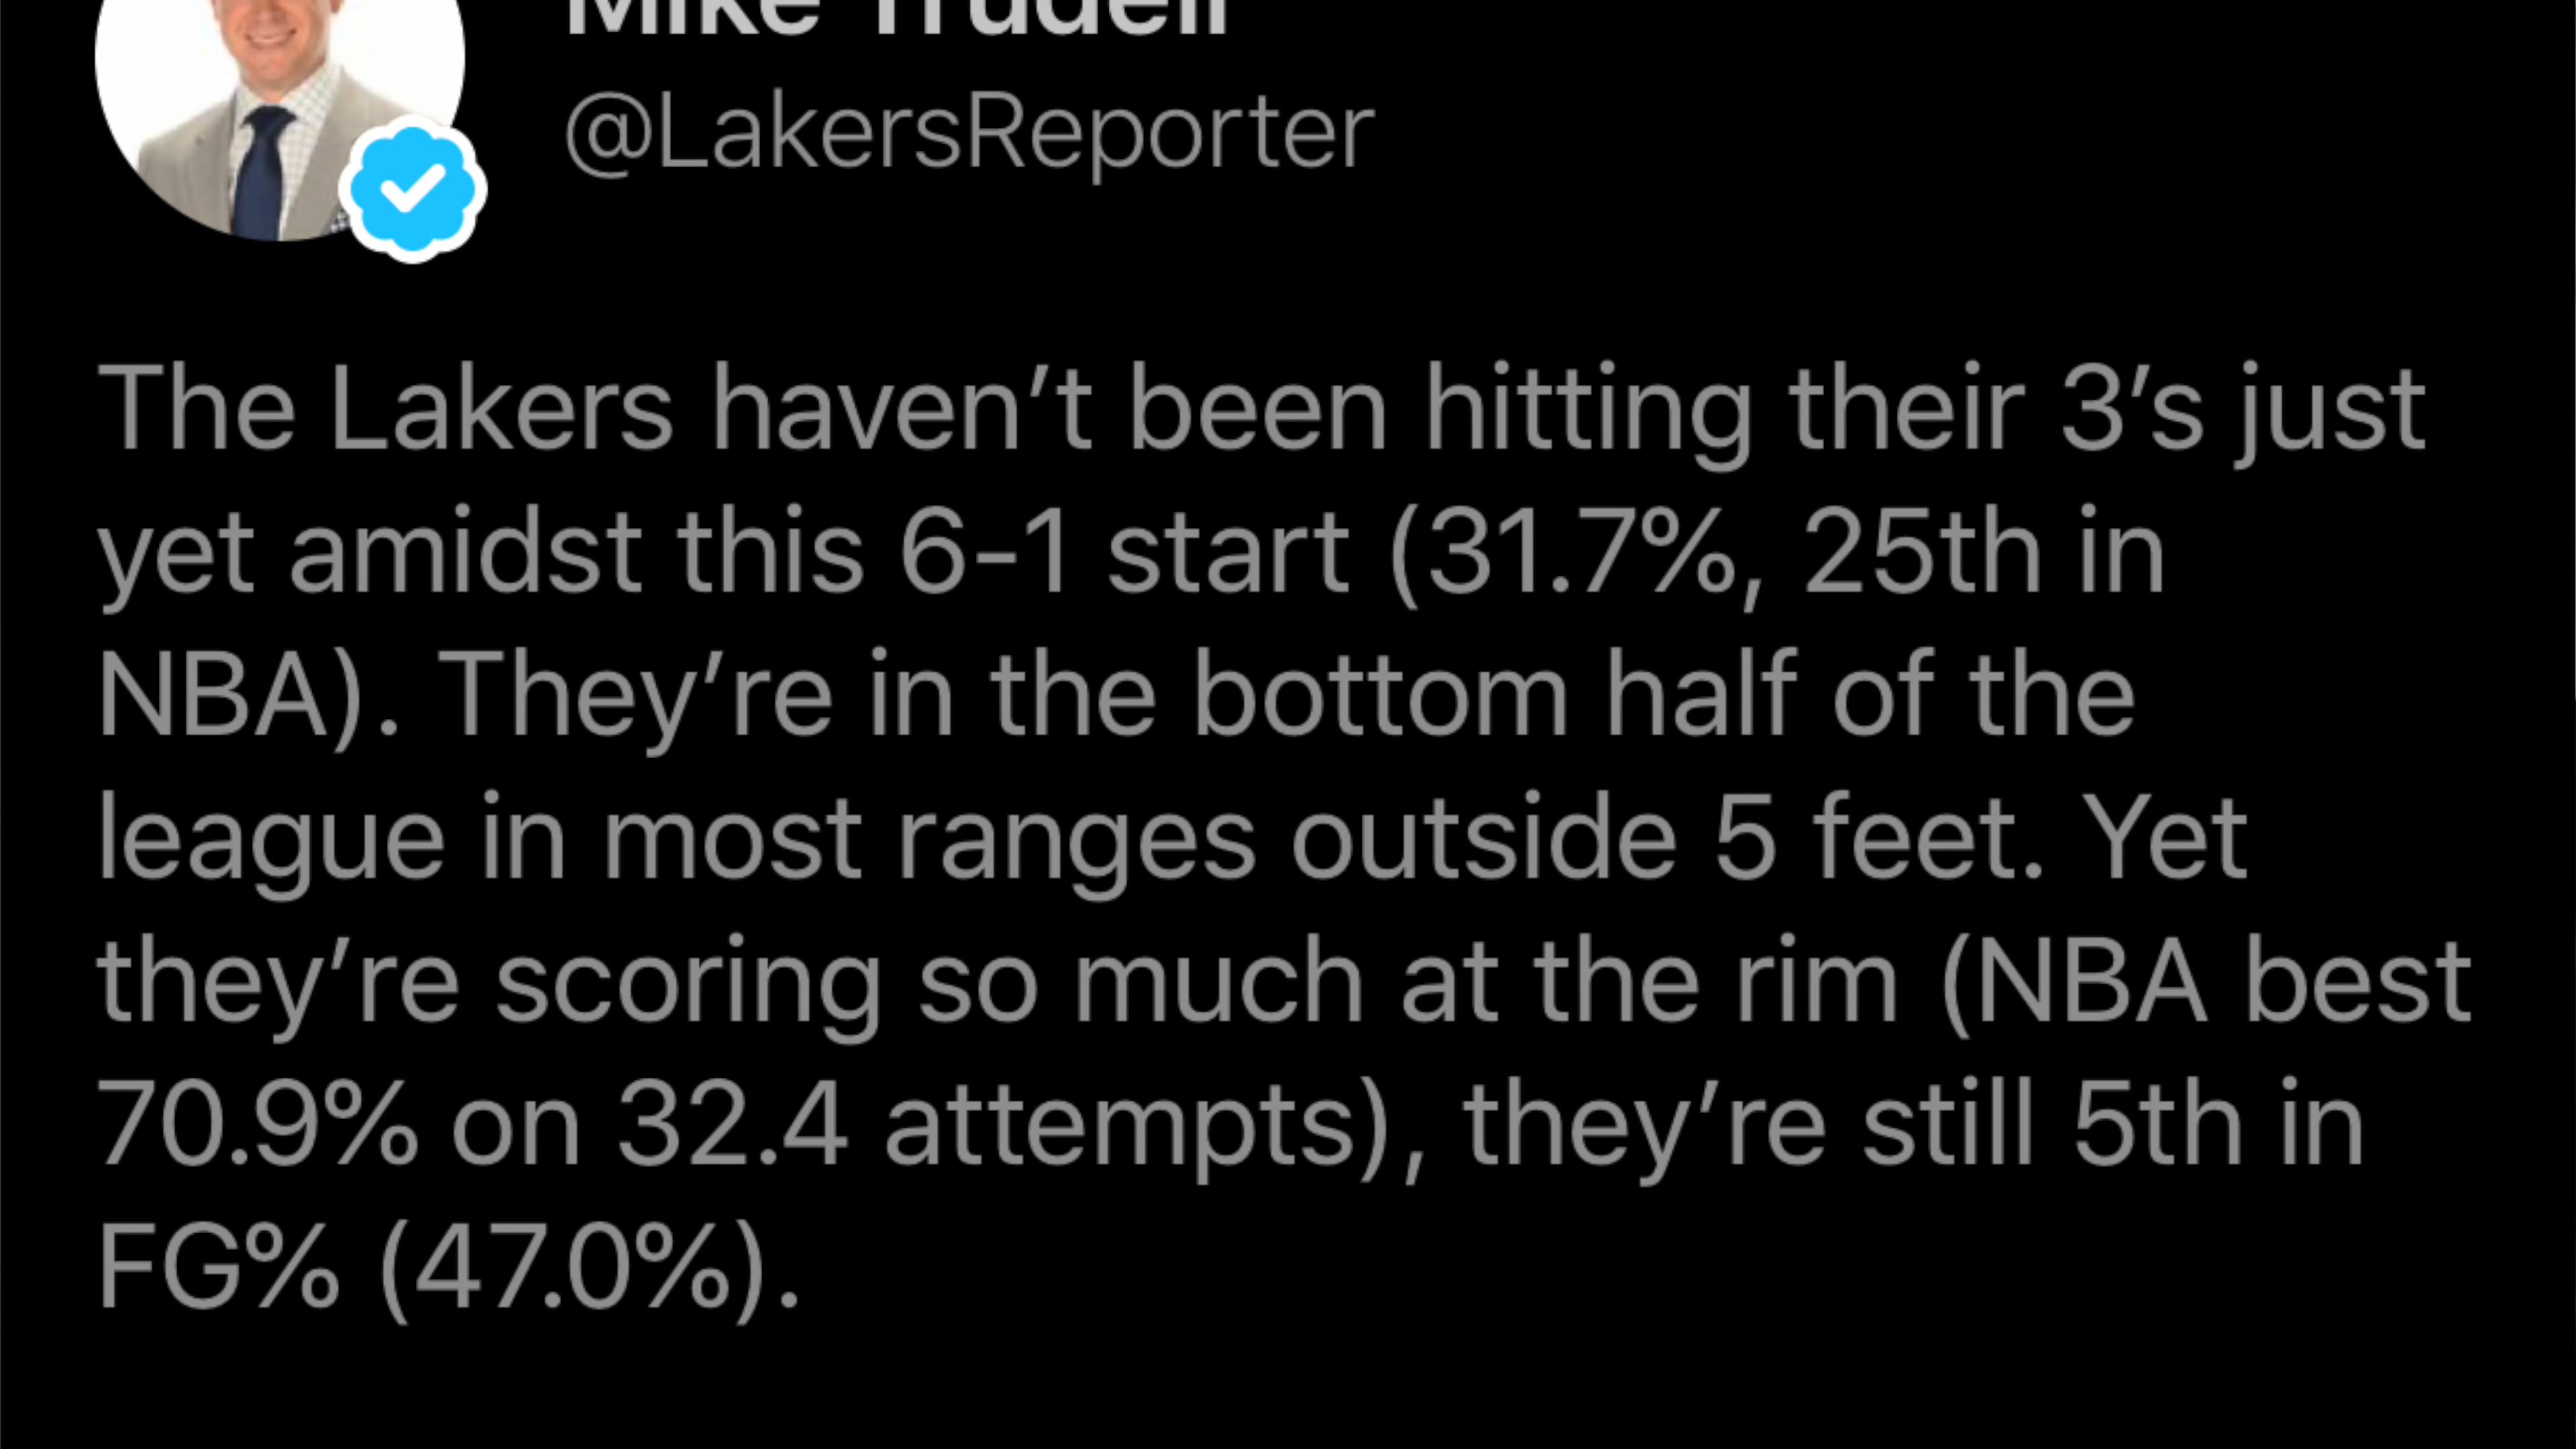 Mike Trudell
@LakersReporter
The Lakers haven’t been hitting their 3’s just
yet amidst this 6-1 start (31.7%, 25th in
NBA). They’re in the bottom half of the
league in most ranges outside 5 feet. Yet
they’re scoring so much at the rim (NBA best
70.9% on 32.4 attempts), they’re still 5th in
FG% (47.0%).